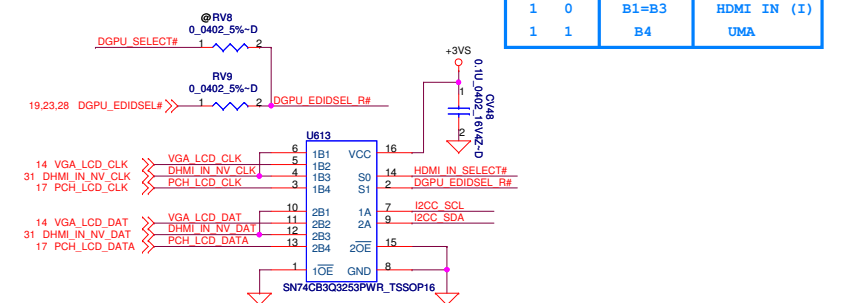 1 0 B1=B3 HDMI IN (I)
1 1 B4 UMA
@RV8
0_0402_5%~D
DGPU_SELECT# 1 2
+3VS
RV9
0_0402_5%~D
19,23,28 DGPU_EDIDSEL# 1 2 DGPU_EDIDSEL_R#
1
CV48
0.1U_0402_16V4Z~D
2
U613
6 1B1 VCC 16
14 VGA_LCD_CLK VGA_LCD_CLK 5 1B2
31 DHMI_IN_NV_CLK DHMI_IN_NV_CLK 4 1B3 S0 14 HDMI_IN_SELECT#
17 PCH_LCD_CLK PCH_LCD_CLK 3 1B4 S1 2 DGPU_EDIDSEL_R#
10 2B1 1A 7 I2CC_SCL
14 VGA_LCD_DAT VGA_LCD_DAT 11 2B2 2A 9 I2CC_SDA
31 DHMI_IN_NV_DAT DHMI_IN_NV_DAT 12 2B3
17 PCH_LCD_DATA PCH_LCD_DATA 13 2B4 2OE 15
1 1OE GND 8
SN74CB3Q3253PWR_TSSOP16